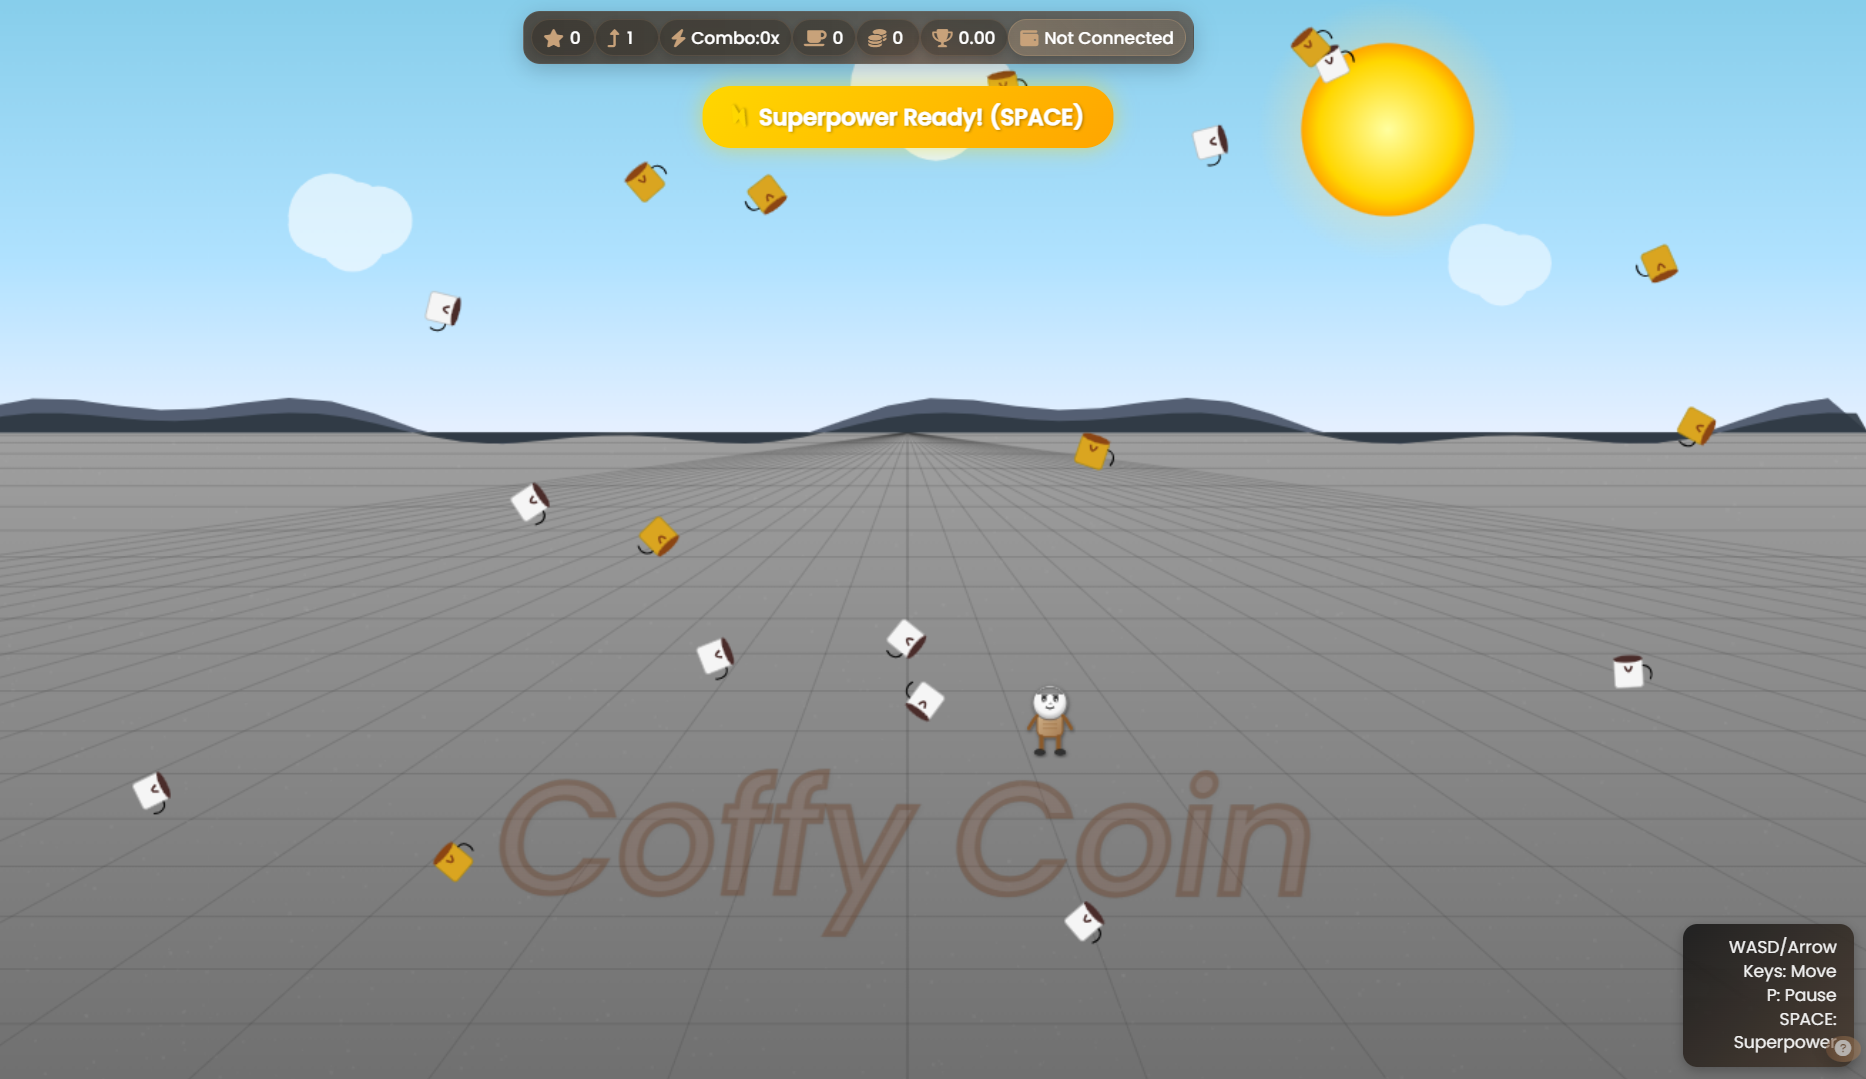 0 1 Combo:0x 0 0 0.00 Not Connected
Superpower Ready! (SPACE)
Coffy Coin
WASD/Arrow
Keys: Move
P: Pause
SPACE:
Superpower
?